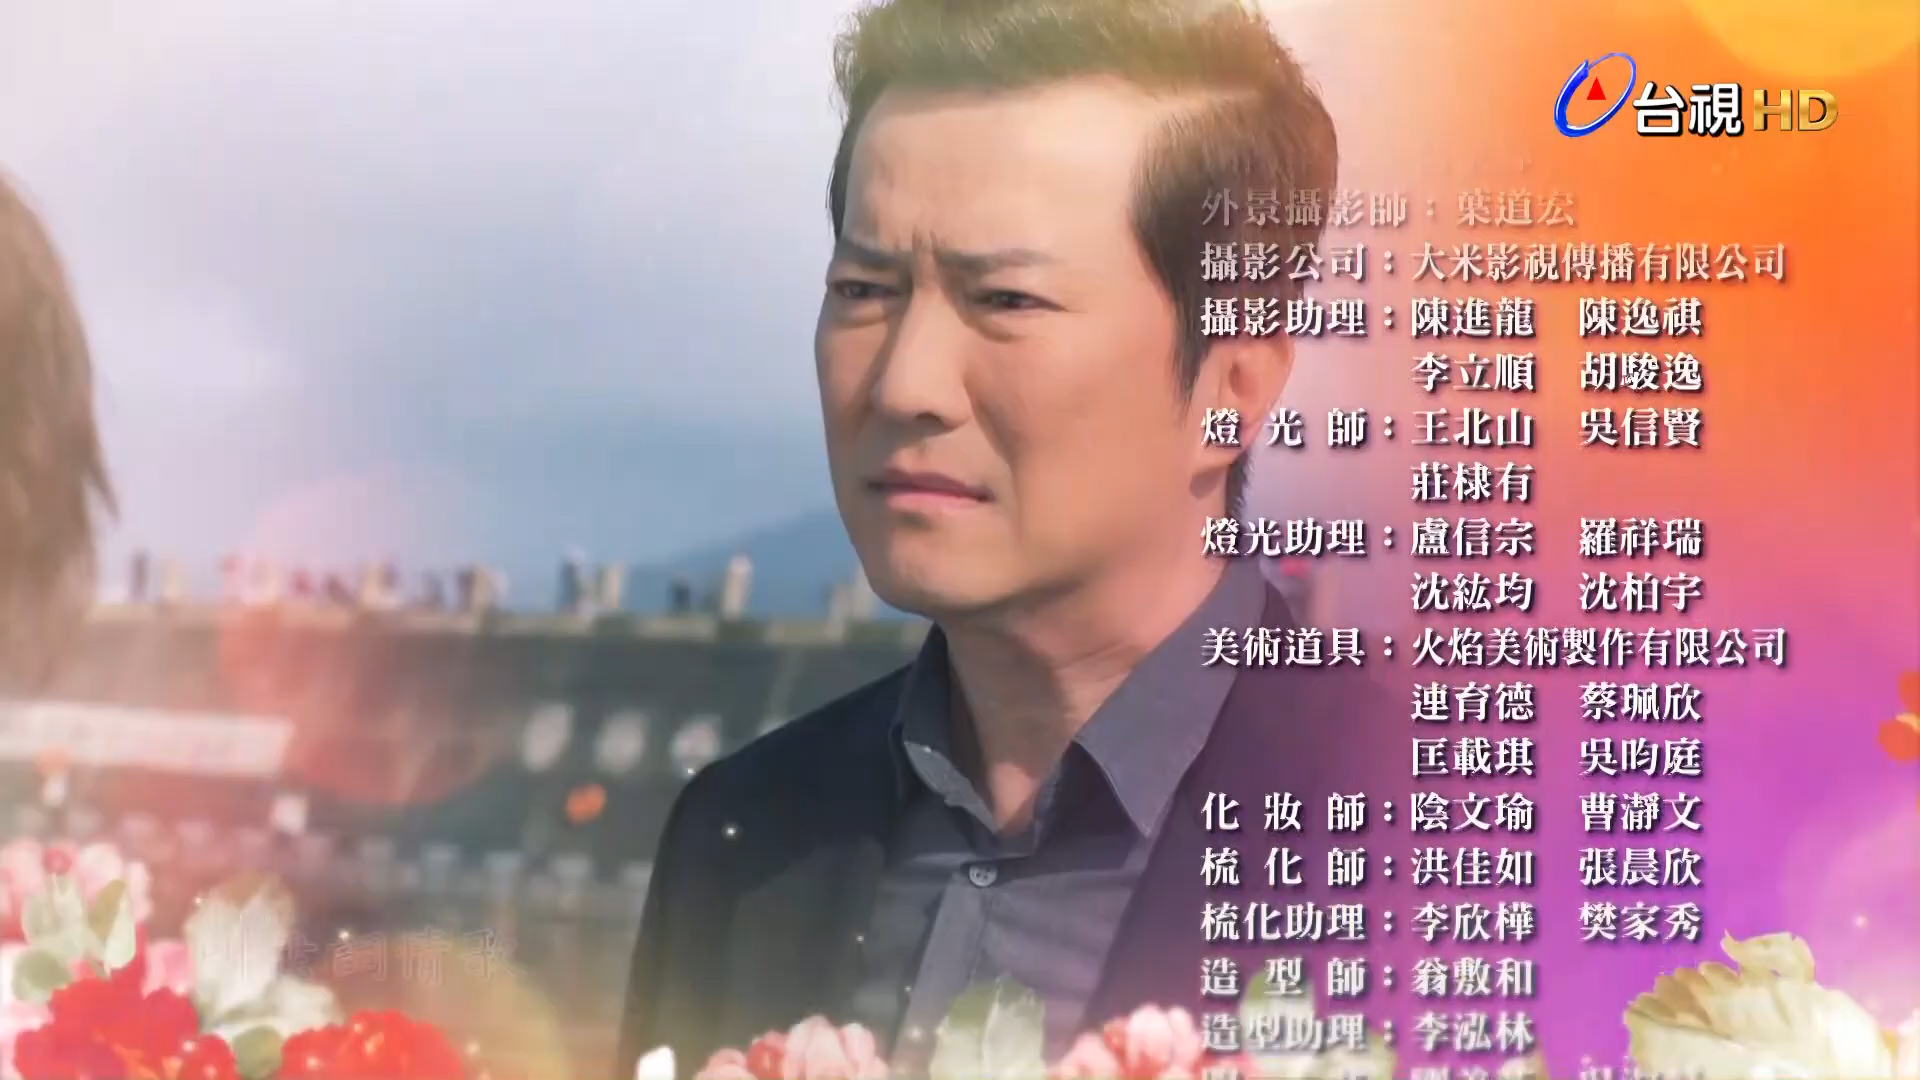 台視HD
外景攝影師：葉道宏
攝影公司：大米影視傳播有限公司
攝影助理：陳進龍　陳逸祺
李立順　胡駿逸
燈光師：王北山　吳信賢
莊棣有
燈光助理：盧信宗　羅祥瑞
沈紘均　沈柏宇
美術道具：火焰美術製作有限公司
連育德　蔡珮欣
匡載琪　吳昀庭
化妝師：陰文瑜　曹瀞文
梳化師：洪佳如　張晨欣
梳化助理：李欣樺　樊家秀
造型師：翁敷和
造型助理：李泓林